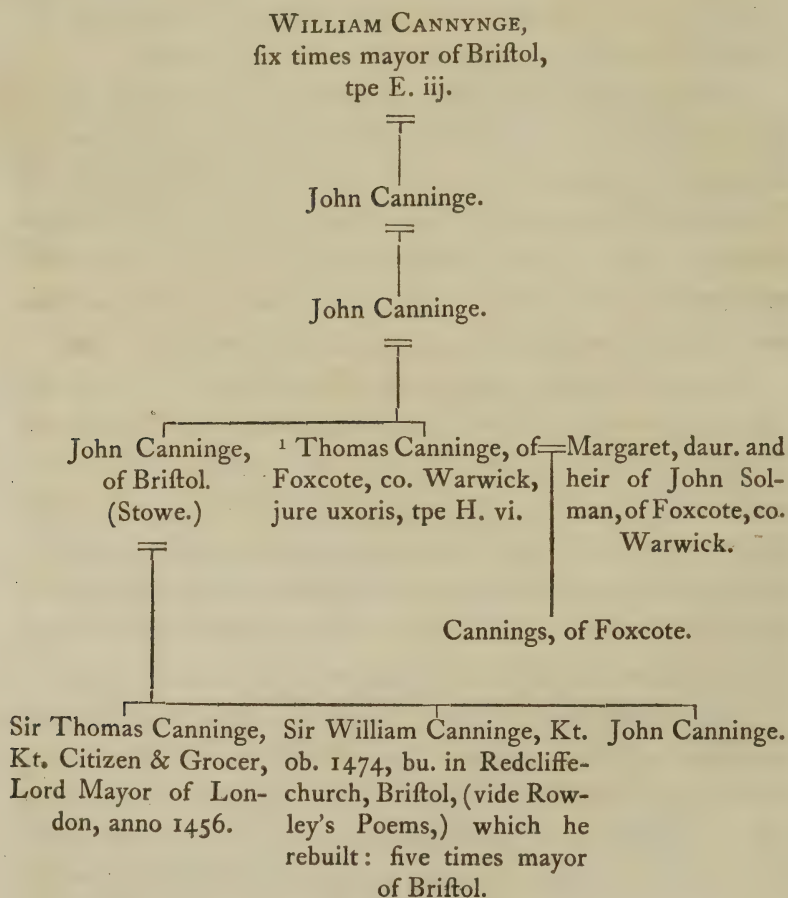 WILLIAM CANNYNGE,
ſix times mayor of Briſtol,
tpe E. iij.
John Canninge.
John Canninge.
John Canninge,
of Briſtol.
(Stowe.)
¹ Thomas Canninge, of
Foxcote, co. Warwick,
jure uxoris, tpe H. vi.
Margaret, daur. and
heir of John Sol-
man, of Foxcote, co.
Warwick.
Cannings, of Foxcote.
Sir Thomas Canninge,
Kt. Citizen & Grocer,
Lord Mayor of Lon-
don, anno 1456.
Sir William Canninge, Kt.
ob. 1474, bu. in Redcliffe-
church, Briſtol, (vide Row-
ley's Poems,) which he
rebuilt: five times mayor
of Briſtol.
John Canninge.